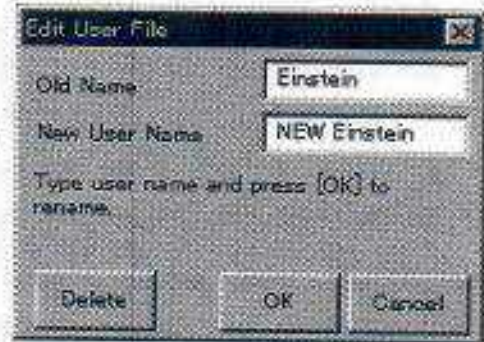 Edit User File
Old Name Einstein
New User Name NEW Einstein
Type user name and press [OK] to
rename.
Delete OK Cancel